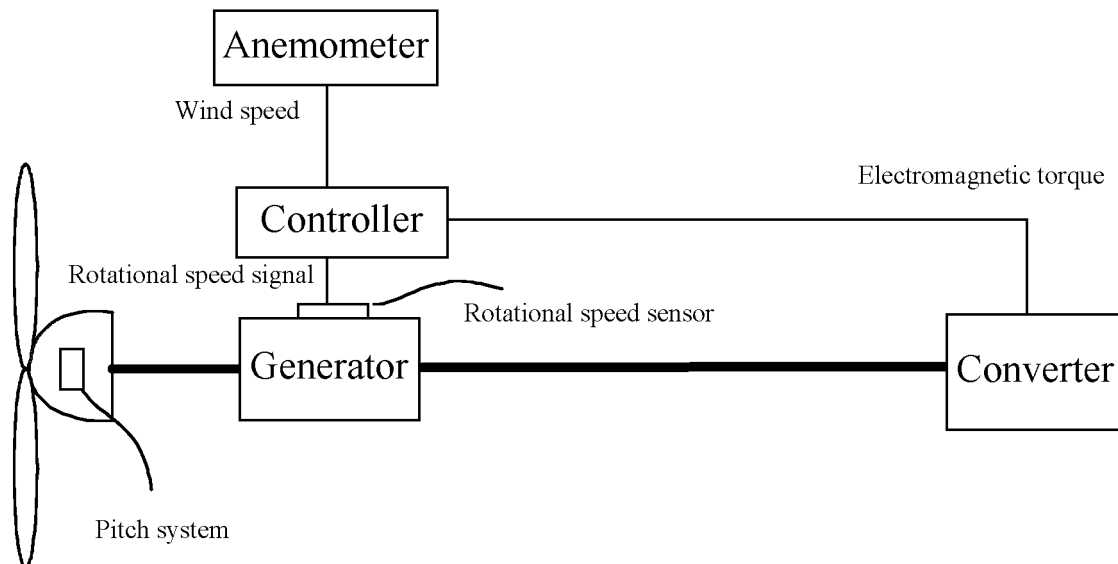 Anemometer
Wind speed
Electromagnetic torque
Controller
Rotational speed signal
Rotational speed sensor
Generator
Converter
Pitch system